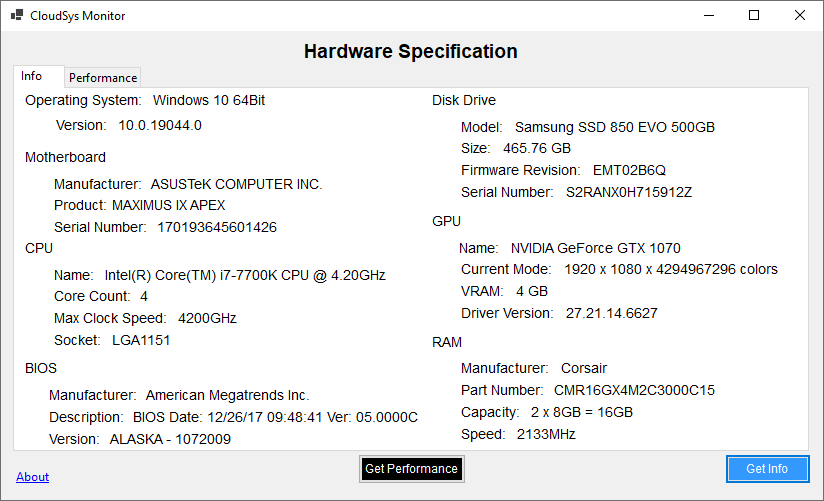 CloudSys Monitor
Hardware Specification
Info
Performance
Operating System: Windows 10 64Bit
Version: 10.0.19044.0
Motherboard
Manufacturer: ASUSTeK COMPUTER INC.
Product: MAXIMUS IX APEX
Serial Number: 170193645601426
CPU
Name: Intel(R) Core(TM) i7-7700K CPU @ 4.20GHz
Core Count: 4
Max Clock Speed: 4200GHz
Socket: LGA1151
BIOS
Manufacturer: American Megatrends Inc.
Description: BIOS Date: 12/26/17 09:48:41 Ver: 05.0000C
Version: ALASKA - 1072009
Disk Drive
Model: Samsung SSD 850 EVO 500GB
Size: 465.76 GB
Firmware Revision: EMT02B6Q
Serial Number: S2RANX0H715912Z
GPU
Name: NVIDIA GeForce GTX 1070
Current Mode: 1920 x 1080 x 4294967296 colors
VRAM: 4 GB
Driver Version: 27.21.14.6627
RAM
Manufacturer: Corsair
Part Number: CMR16GX4M2C3000C15
Capacity: 2 x 8GB = 16GB
Speed: 2133MHz
About
Get Performance
Get Info